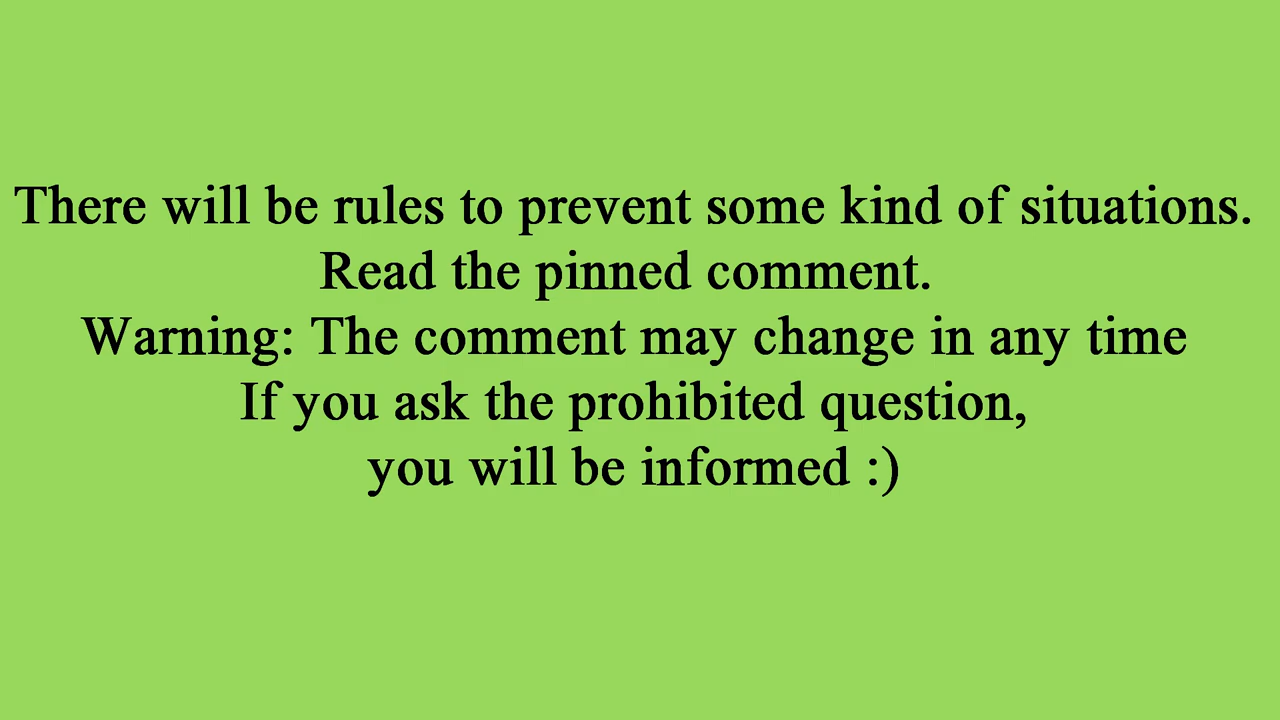 There will be rules to prevent some kind of situations.
Read the pinned comment.
Warning: The comment may change in any time
If you ask the prohibited question,
you will be informed :)